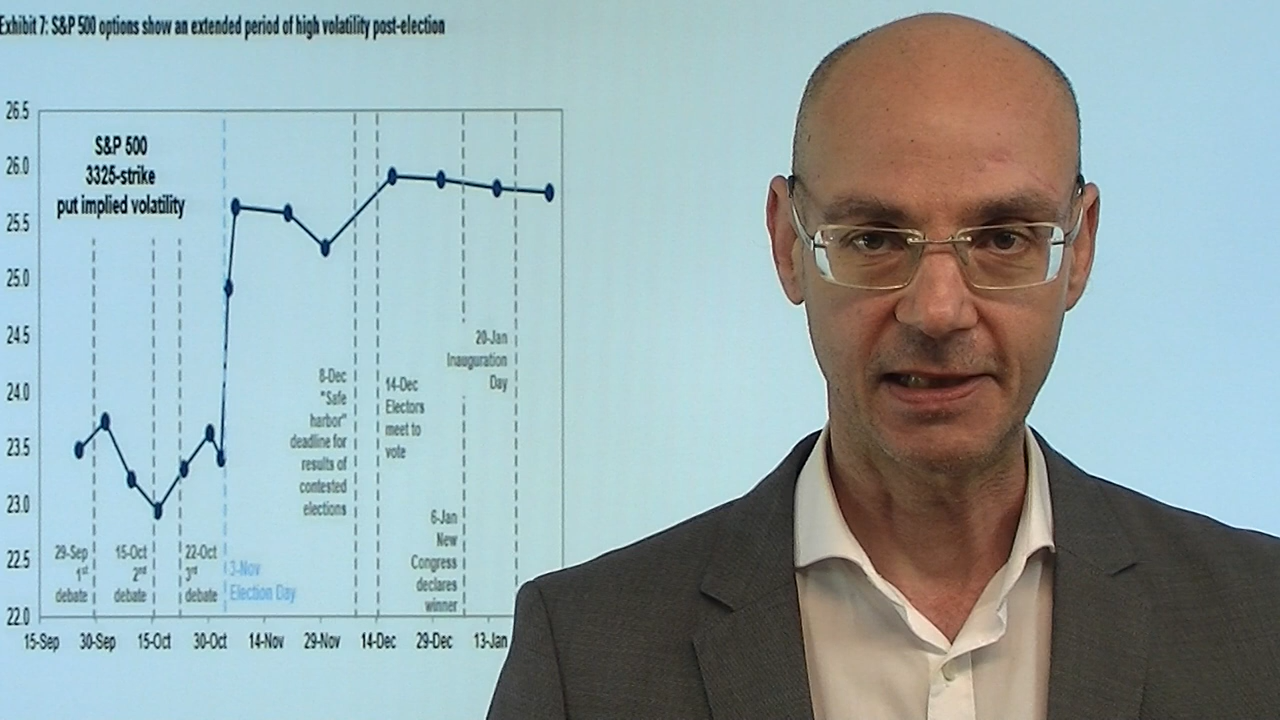 Exhibit 7: S&P 500 options show an extended period of high volatility post-election
26.5
26.0
25.5
25.0
24.5
24.0
23.5
23.0
22.5
22.0
S&P 500
3325-strike
put implied volatility
29-Sep
1st
debate
15-Oct
2nd
debate
22-Oct
3rd
debate
3-Nov
Election Day
8-Dec
"Safe
harbor"
deadline for
results of
contested
elections
14-Dec
Electors
meet to
vote
6-Jan
New
Congress
declares
winner
20-Jan
Inauguration
Day
15-Sep 30-Sep 15-Oct 30-Oct 14-Nov 29-Nov 14-Dec 29-Dec 13-Jan